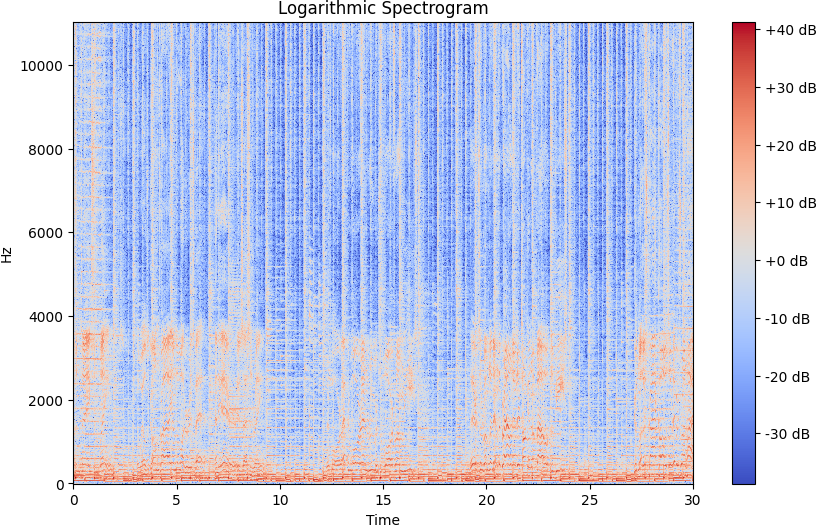 Logarithmic Spectrogram
Hz
10000
8000
6000
4000
2000
0
0 5 10 15 20 25 30
Time
+40 dB
+30 dB
+20 dB
+10 dB
+0 dB
-10 dB
-20 dB
-30 dB